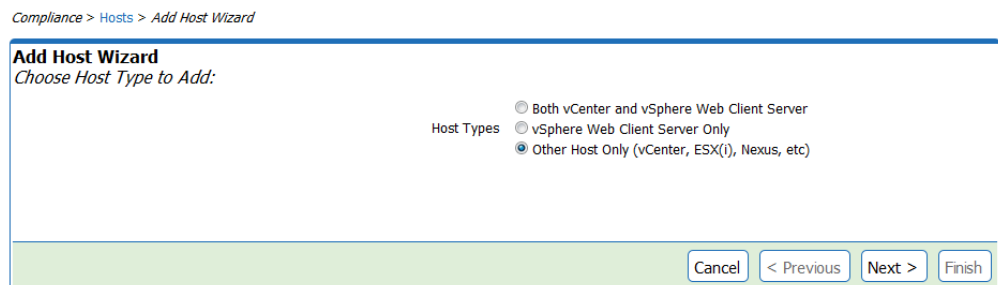 Compliance > Hosts > Add Host Wizard
Add Host Wizard
Choose Host Type to Add:
Host Types
Both vCenter and vSphere Web Client Server
vSphere Web Client Server Only
Other Host Only (vCenter, ESX(i), Nexus, etc)
Cancel < Previous Next > Finish